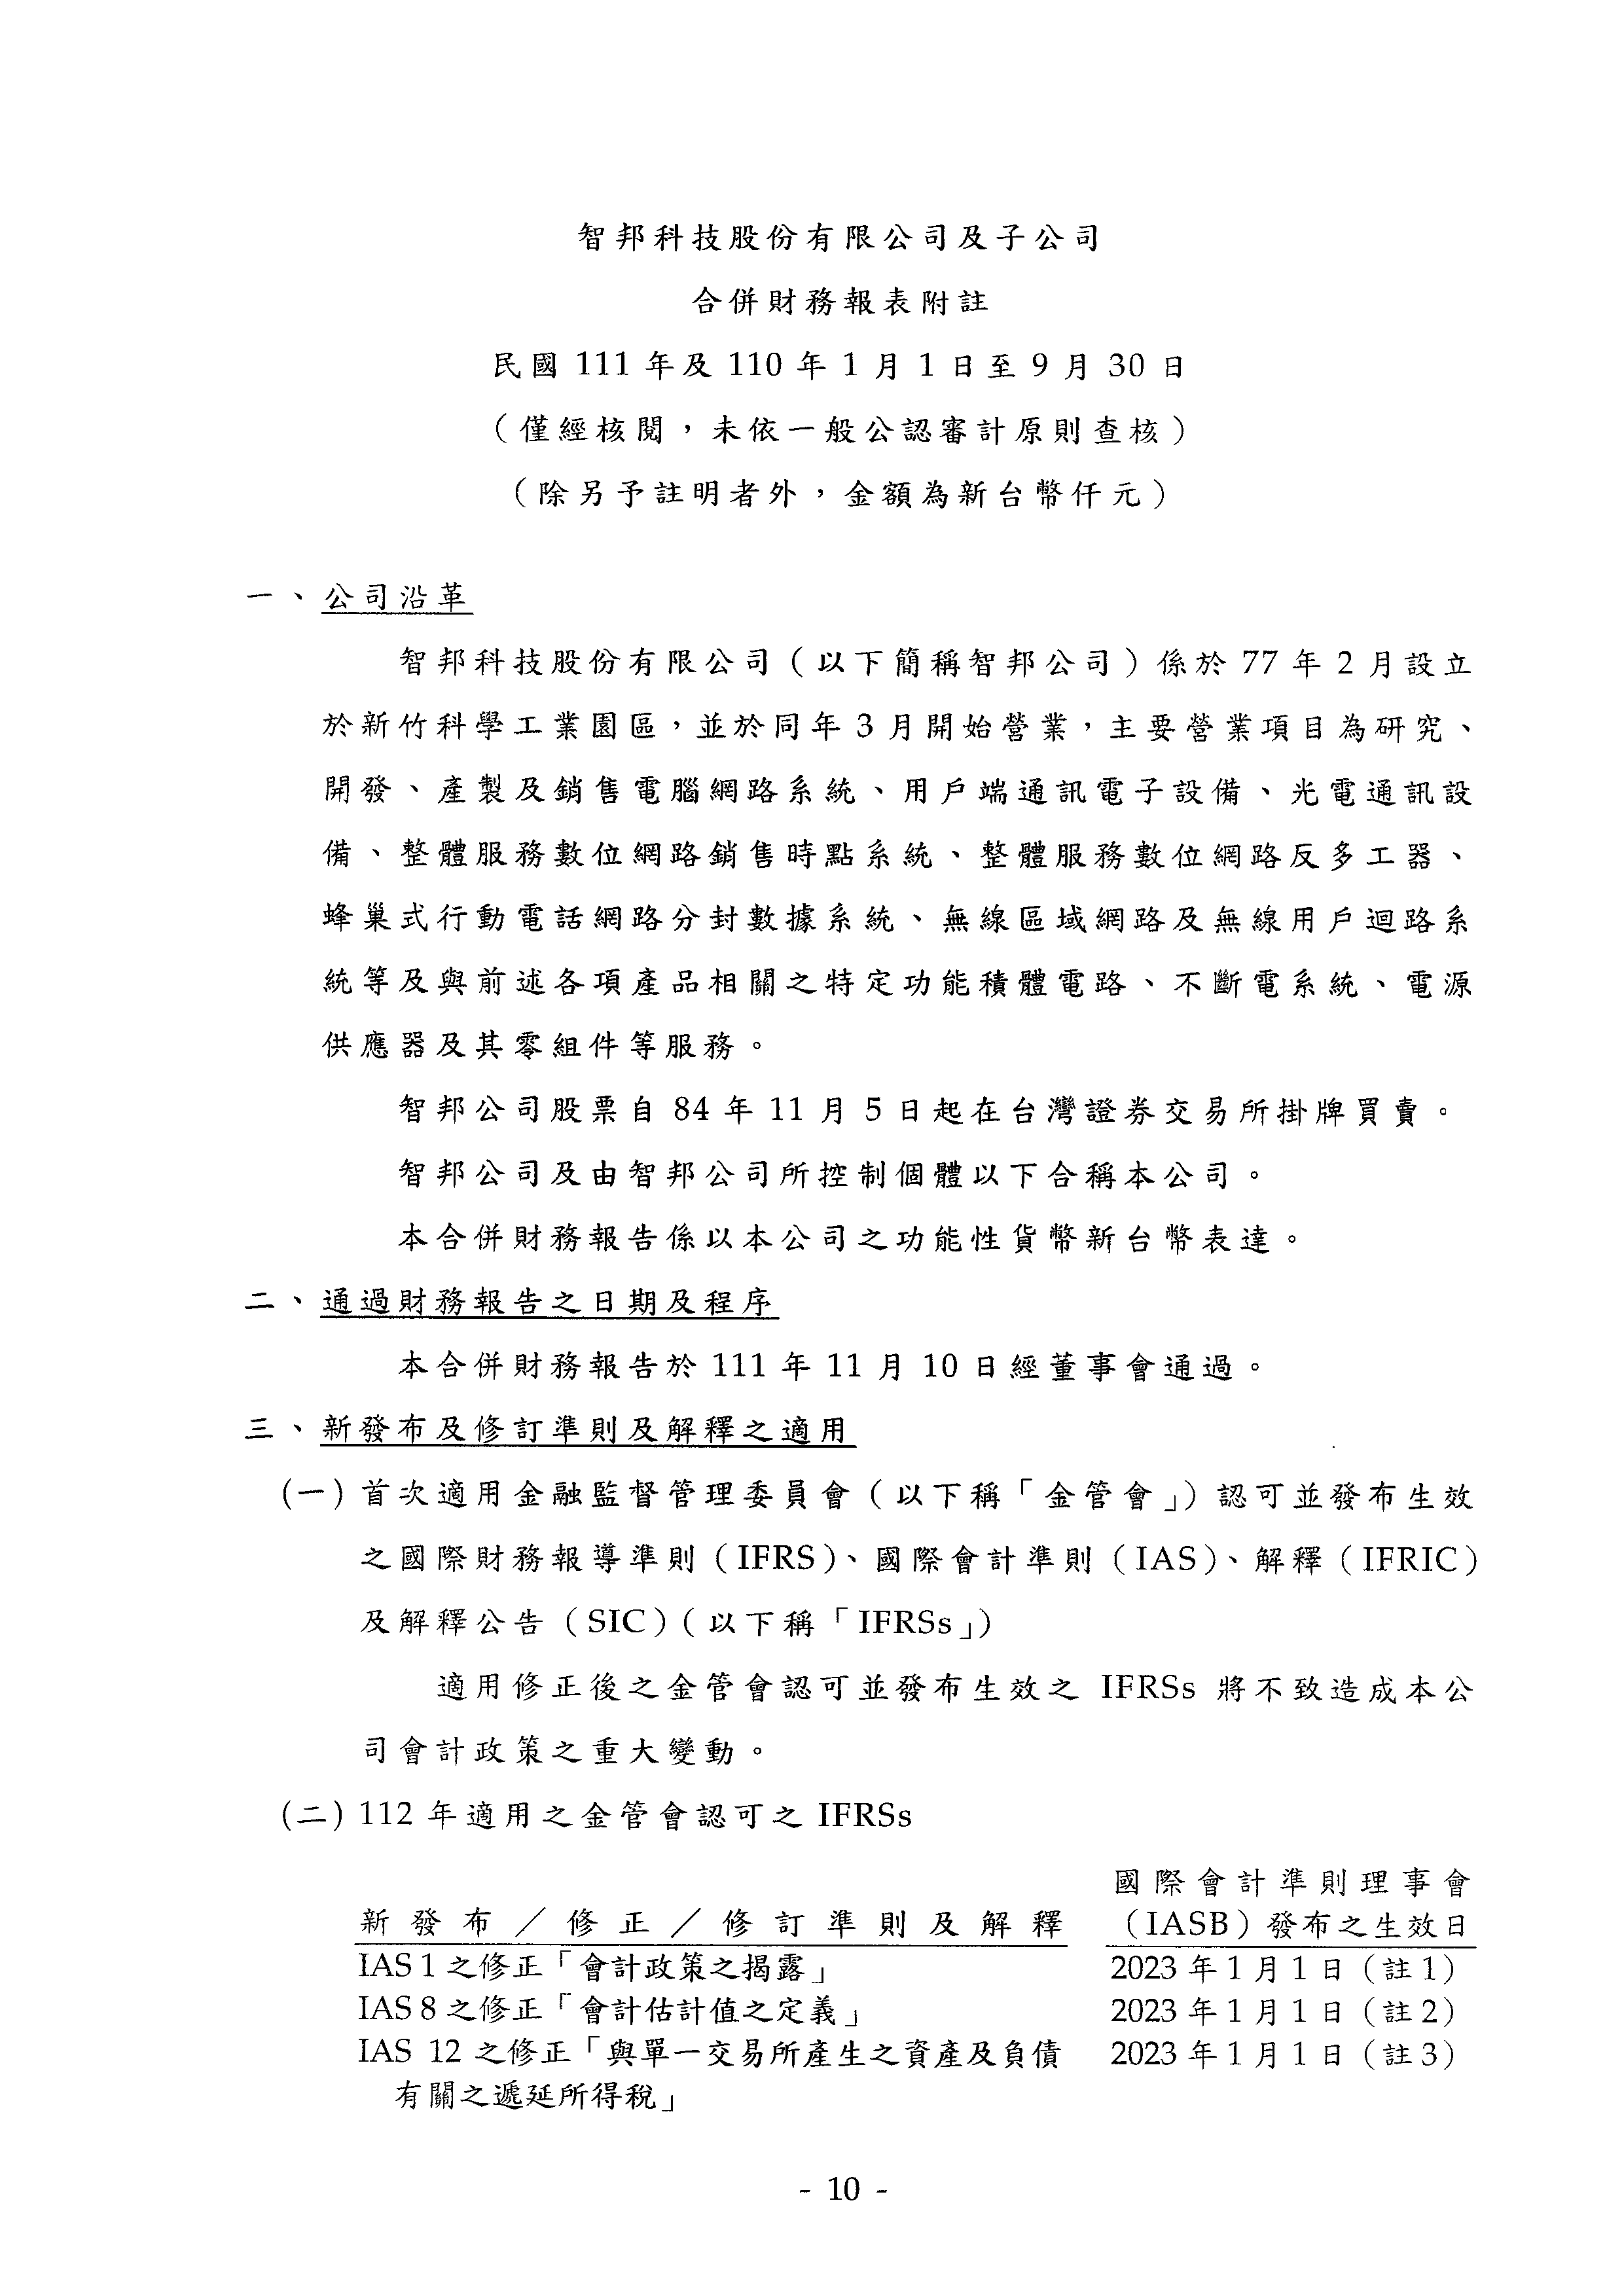 智邦科技股份有限公司及子公司
合併財務報表附註
民國 111 年及 110 年 1 月 1 日至 9 月 30 日
（僅經核閱，未依一般公認審計原則查核）
（除另予註明者外，金額為新台幣仟元）
一、公司沿革
智邦科技股份有限公司（以下簡稱智邦公司）係於 77 年 2 月設立
於新竹科學工業園區，並於同年 3 月開始營業，主要營業項目為研究、
開發、產製及銷售電腦網路系統、用戶端通訊電子設備、光電通訊設
備、整體服務數位網路銷售時點系統、整體服務數位網路反多工器、
蜂巢式行動電話網路分封數據系統、無線區域網路及無線用戶迴路系
統等及與前述各項產品相關之特定功能積體電路、不斷電系統、電源
供應器及其零組件等服務。
智邦公司股票自 84 年 11 月 5 日起在台灣證券交易所掛牌買賣。
智邦公司及由智邦公司所控制個體以下合稱本公司。
本合併財務報告係以本公司之功能性貨幣新台幣表達。
二、通過財務報告之日期及程序
本合併財務報告於 111 年 11 月 10 日經董事會通過。
三、新發布及修訂準則及解釋之適用
(一) 首次適用金融監督管理委員會（以下稱「金管會」）認可並發布生效
之國際財務報導準則（IFRS）、國際會計準則（IAS）、解釋（IFRIC）
及解釋公告（SIC）（以下稱「IFRSs」）
適用修正後之金管會認可並發布生效之 IFRSs 將不致造成本公
司會計政策之重大變動。
(二) 112 年適用之金管會認可之 IFRSs
國際會計準則理事會
新發布／修正／修訂準則及解釋 （IASB）發布之生效日
IAS 1 之修正「會計政策之揭露」 2023 年 1 月 1 日（註 1）
IAS 8 之修正「會計估計值之定義」 2023 年 1 月 1 日（註 2）
IAS 12 之修正「與單一交易所產生之資產及負債 2023 年 1 月 1 日（註 3）
有關之遞延所得稅」
- 10 -